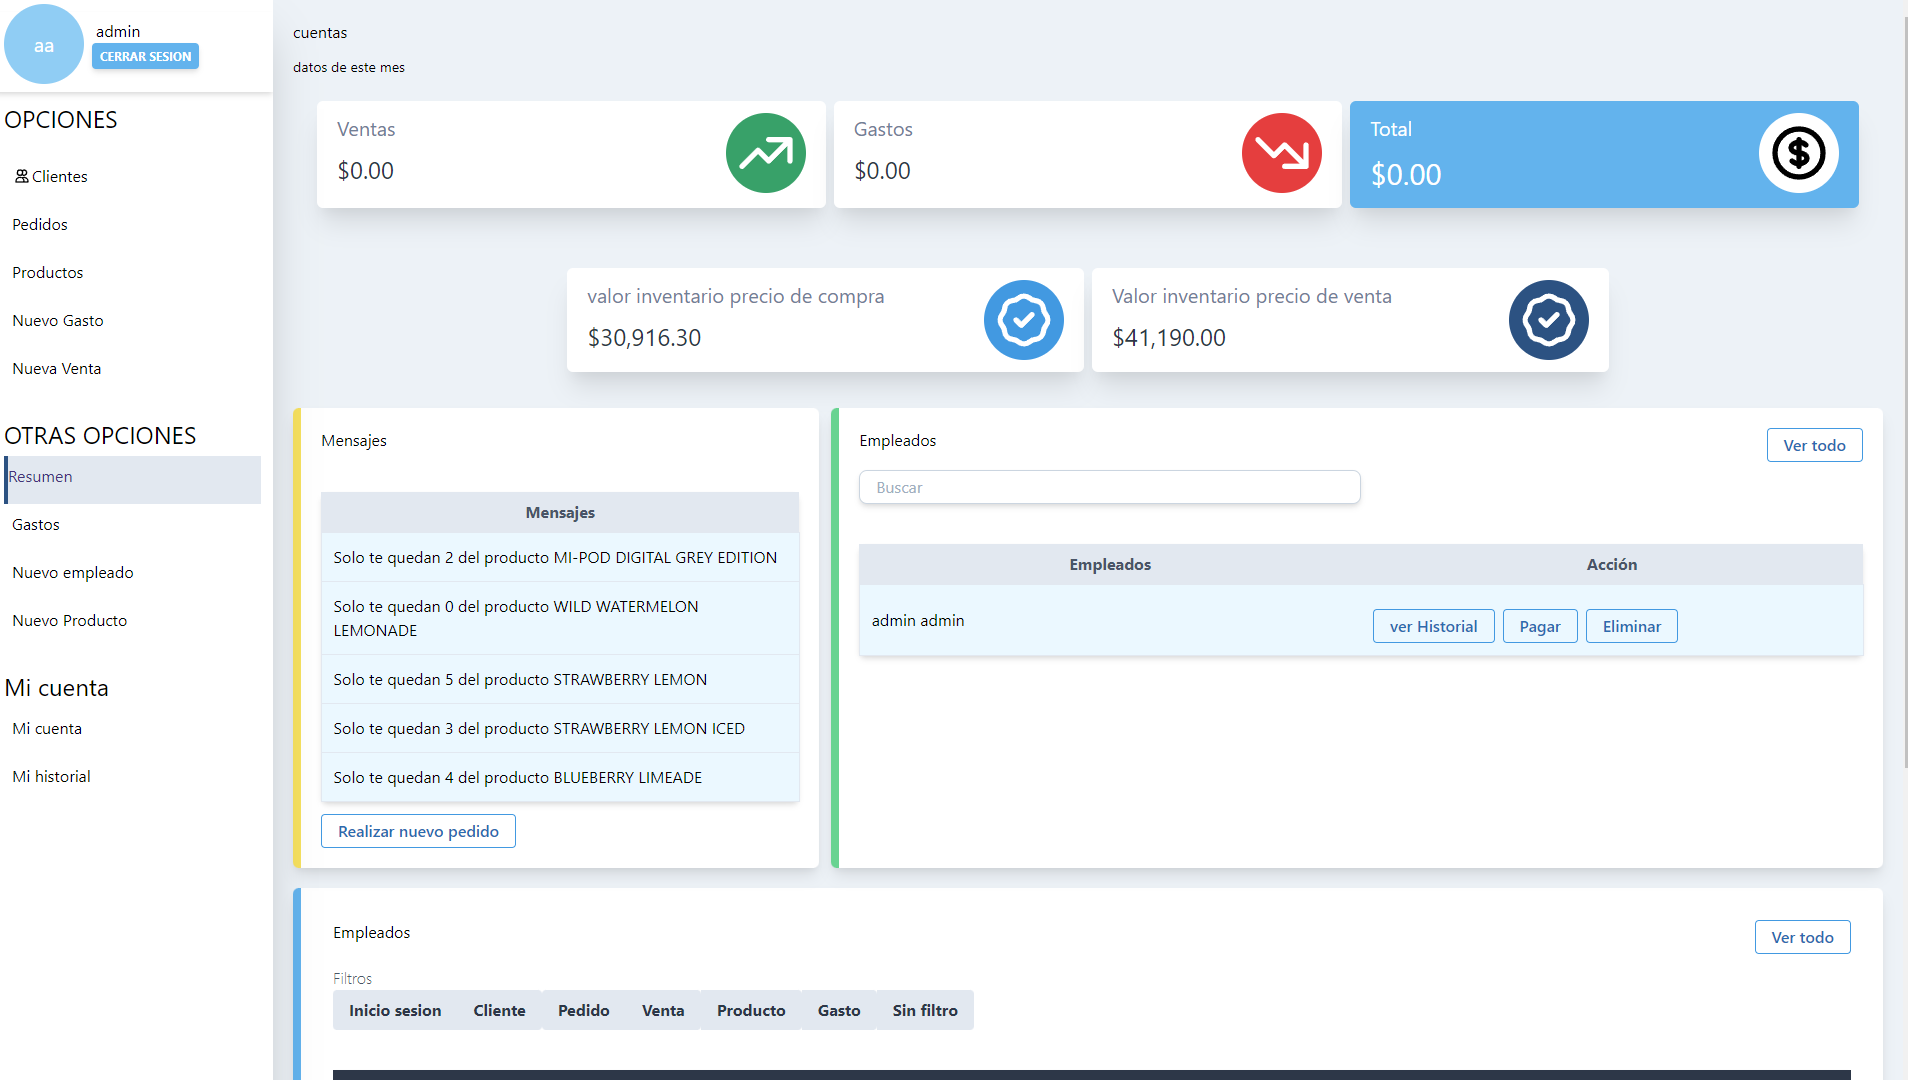 aa
admin
CERRAR SESION
OPCIONES
Clientes
Pedidos
Productos
Nuevo Gasto
Nueva Venta
OTRAS OPCIONES
Resumen
Gastos
Nuevo empleado
Nuevo Producto
Mi cuenta
Mi cuenta
Mi historial
cuentas
datos de este mes
Ventas
$0.00
Gastos
$0.00
Total
$0.00
$
valor inventario precio de compra
$30,916.30
Valor inventario precio de venta
$41,190.00
Mensajes
Mensajes
Solo te quedan 2 del producto MI-POD DIGITAL GREY EDITION
Solo te quedan 0 del producto WILD WATERMELON
LEMONADE
Solo te quedan 5 del producto STRAWBERRY LEMON
Solo te quedan 3 del producto STRAWBERRY LEMON ICED
Solo te quedan 4 del producto BLUEBERRY LIMEADE
Realizar nuevo pedido
Empleados
Ver todo
Buscar
Empleados Acción
admin admin ver Historial Pagar Eliminar
Empleados
Ver todo
Filtros
Inicio sesion Cliente Pedido Venta Producto Gasto Sin filtro